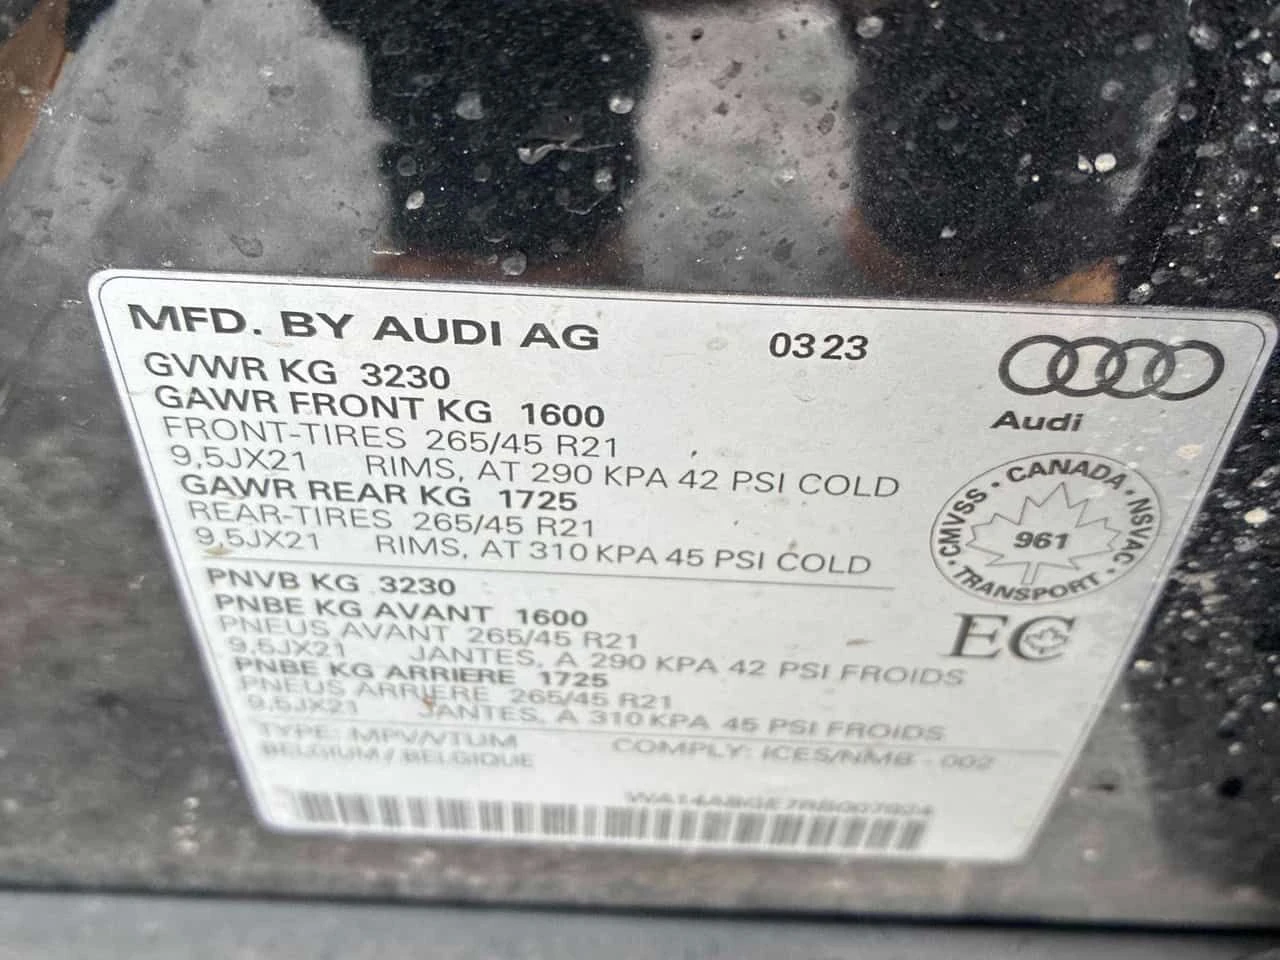 MFD. BY AUDI AG 0323
GVWR KG 3230
GAWR FRONT KG 1600
FRONT-TIRES 265/45 R21
9,5JX21 RIMS, AT 290 KPA 42 PSI COLD
GAWR REAR KG 1725
REAR-TIRES 265/45 R21
9,5JX21 RIMS, AT 310 KPA 45 PSI COLD
Audi
CMVSS · CANADA · NSVAC · TRANSPORT ·
961
EC
PNVB KG 3230
PNBE KG AVANT 1600
PNEUS AVANT 265/45 R21
9,5JX21 JANTES, A 290 KPA 42 PSI FROIDS
PNBE KG ARRIERE 1725
PNEUS ARRIERE 265/45 R21
9,5JX21 JANTES, A 310 KPA 45 PSI FROIDS
TYPE: MPV/VTUM COMPLY: ICES/NMB - 002
BELGIUM / BELGIQUE